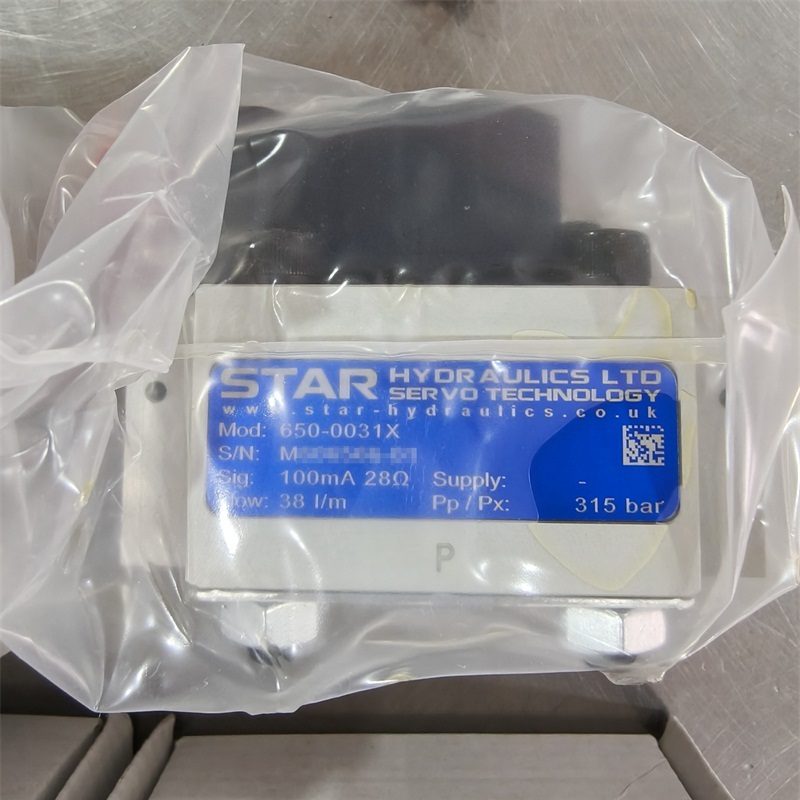 STAR HYDRAULICS LTD
SERVO TECHNOLOGY
www.star-hydraulics.co.uk
Mod: 650-0031X
S/N: M
Sig: 100mA 28Ω Supply: -
Flow: 38 l/m Pp / Px: 315 bar
P